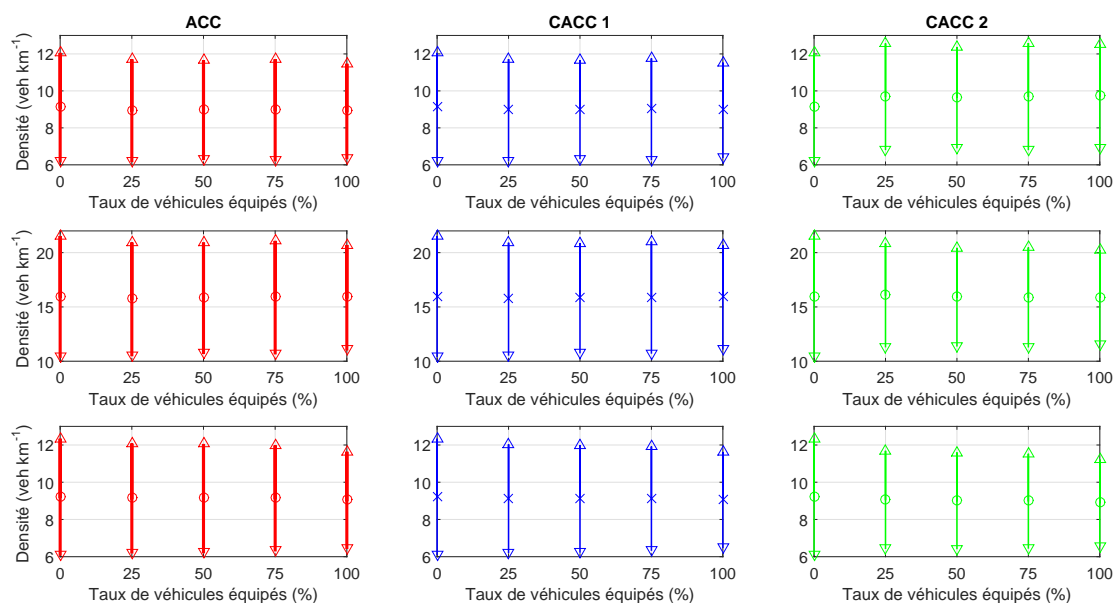 ACC CACC 1 CACC 2
Densité (veh km-1)
12 12 12
10 10 10
8 8 8
6 6 6
0 25 50 75 100 0 25 50 75 100 0 25 50 75 100
Taux de véhicules équipés (%) Taux de véhicules équipés (%) Taux de véhicules équipés (%)
Densité (veh km-1)
20 20 20
15 15 15
10 10 10
0 25 50 75 100 0 25 50 75 100 0 25 50 75 100
Taux de véhicules équipés (%) Taux de véhicules équipés (%) Taux de véhicules équipés (%)
Densité (veh km-1)
12 12 12
10 10 10
8 8 8
6 6 6
0 25 50 75 100 0 25 50 75 100 0 25 50 75 100
Taux de véhicules équipés (%) Taux de véhicules équipés (%) Taux de véhicules équipés (%)